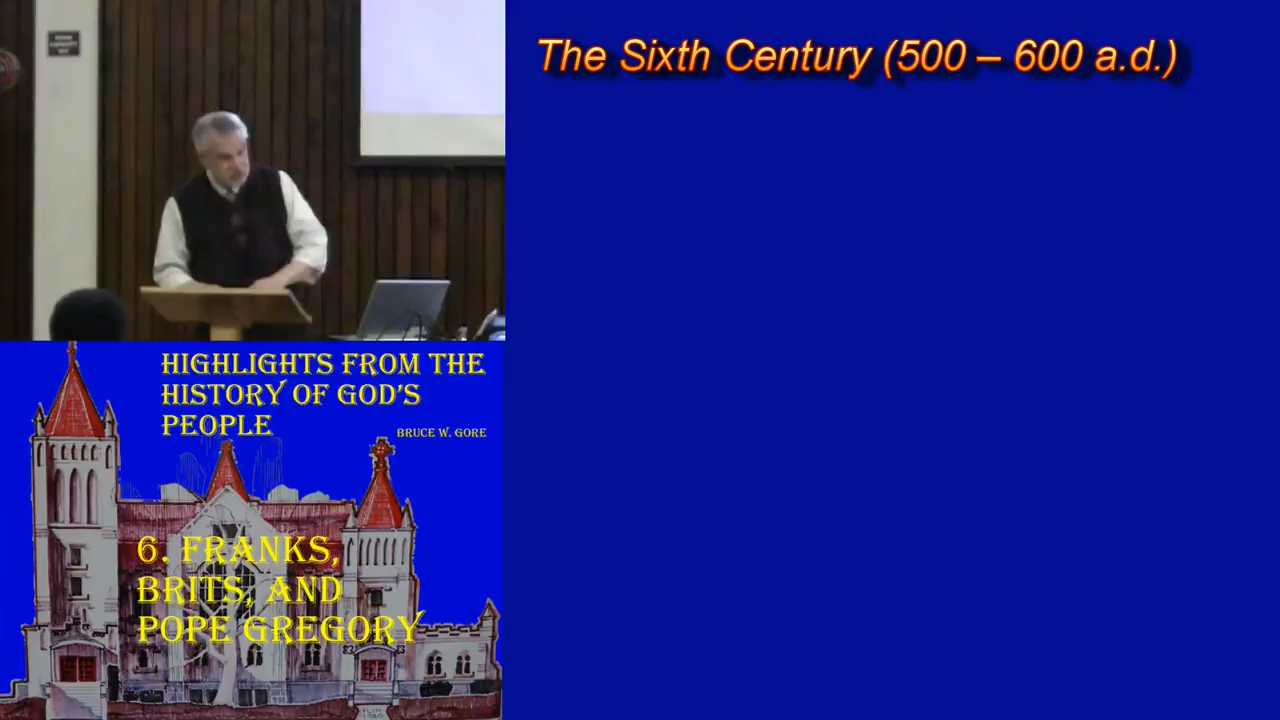 The Sixth Century (500 – 600 a.d.)
HIGHLIGHTS FROM THE
HISTORY OF GOD'S
PEOPLE
BRUCE W. GORE
6. FRANKS,
BRITS, AND
POPE GREGORY